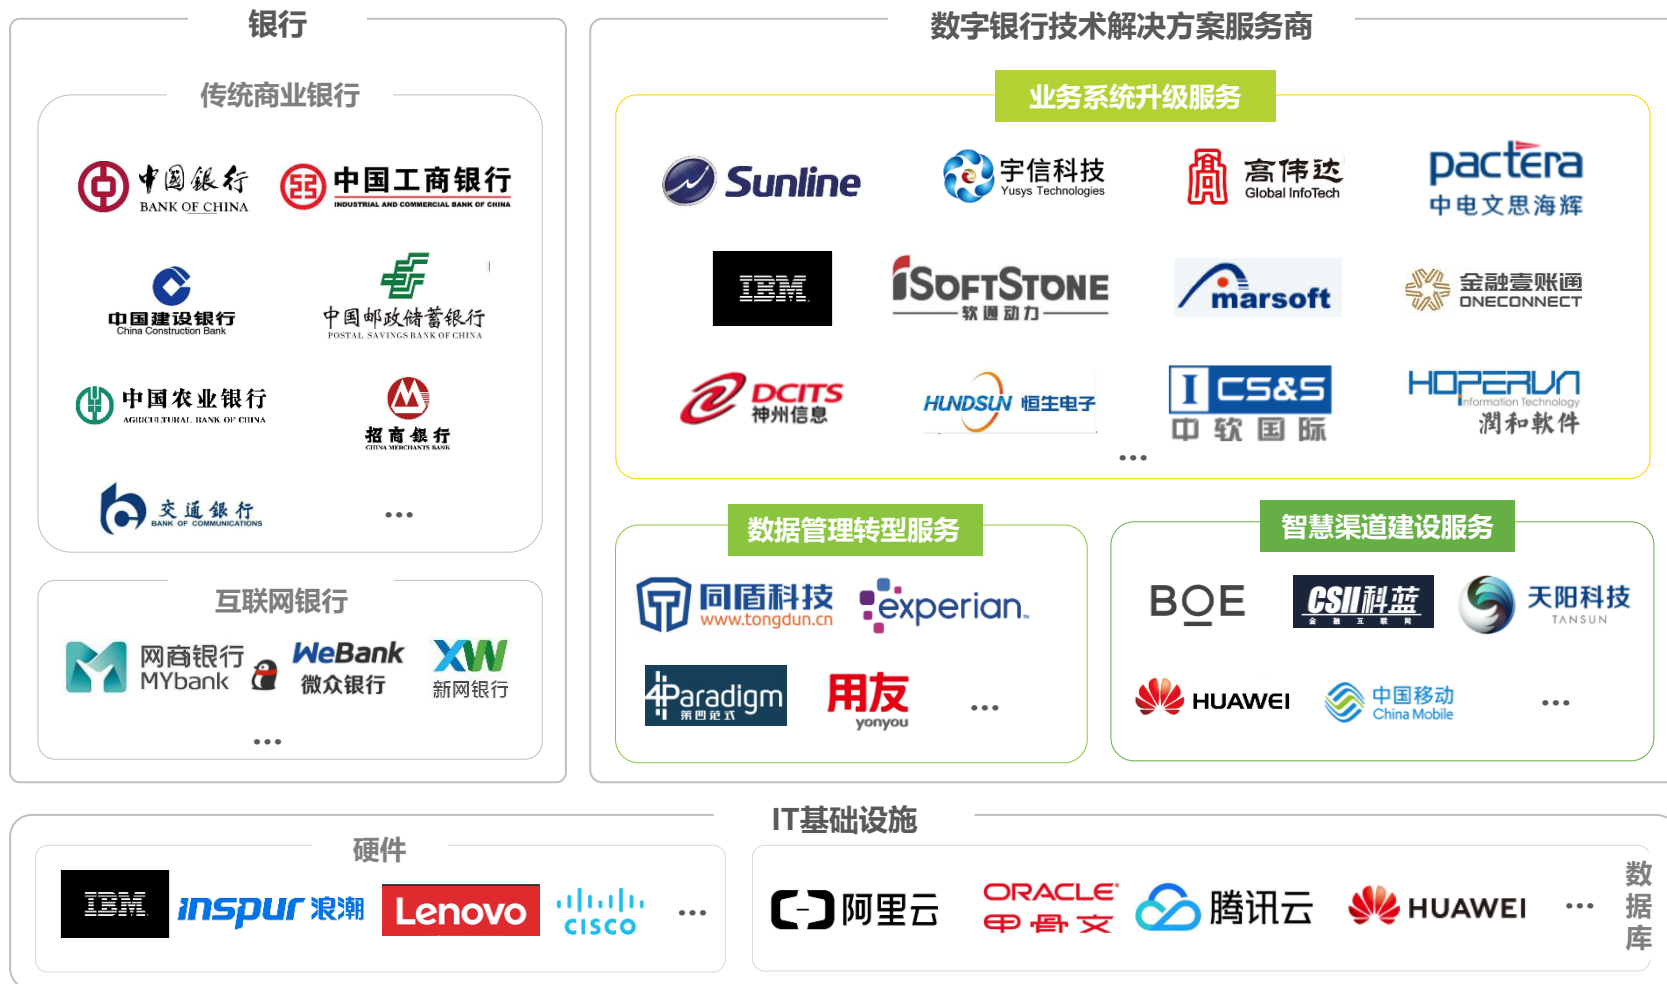 银行
传统商业银行
中国銀行
BANK OF CHINA
中国工商银行
INDUSTRIAL AND COMMERCIAL BANK OF CHINA
中国建设银行
China Construction Bank
中国邮政储蓄银行
POSTAL SAVINGS BANK OF CHINA
中国农业银行
AGRICULTURAL BANK OF CHINA
招商银行
CHINA MERCHANTS BANK
交通銀行
BANK OF COMMUNICATIONS
...
互联网银行
网商银行
MYbank
WeBank
微众银行
XW
新网银行
...
数字银行技术解决方案服务商
业务系统升级服务
Sunline
宇信科技
Yusys Technologies
高伟达
Global InfoTech
pactera
中电文思海辉
IBM
iSOFTSTONE
软通动力
marsoft
金融壹账通
ONECONNECT
DCITS
神州信息
HUNDSUN 恒生电子
CS&S
中软国际
HOPERUN
Information Technology
潤和軟件
...
数据管理转型服务
同盾科技
www.tongdun.cn
experian™
4Paradigm
第四范式
用友
yonyou
...
智慧渠道建设服务
BOE
CSII科蓝
金融互联网
天阳科技
TANSUN
HUAWEI
中国移动
China Mobile
...
IT基础设施
硬件
IBM
inspur 浪潮
Lenovo
CISCO
...
数据库
阿里云
ORACLE
甲骨文
腾讯云
HUAWEI
...